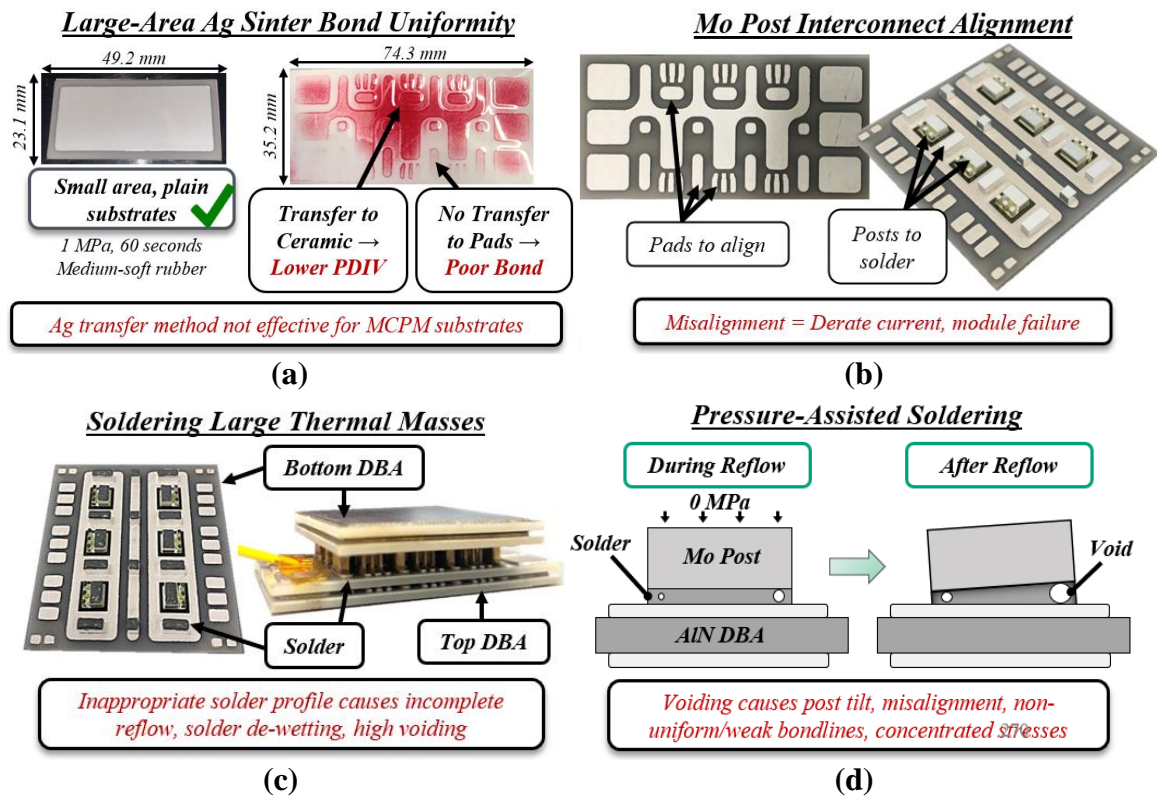 Large-Area Ag Sinter Bond Uniformity
49.2 mm
23.1 mm
Small area, plain
substrates
1 MPa, 60 seconds
Medium-soft rubber
74.3 mm
35.2 mm
Transfer to
Ceramic →
Lower PDIV
No Transfer
to Pads →
Poor Bond
Ag transfer method not effective for MCPM substrates
(a)
Mo Post Interconnect Alignment
Pads to align
Posts to
solder
Misalignment = Derate current, module failure
(b)
Soldering Large Thermal Masses
Bottom DBA
Solder
Top DBA
Inappropriate solder profile causes incomplete
reflow, solder de-wetting, high voiding
(c)
Pressure-Assisted Soldering
During Reflow
After Reflow
0 MPa
Solder
Mo Post
Void
AlN DBA
Voiding causes post tilt, misalignment, non-
uniform/weak bondlines, concentrated stresses
(d)